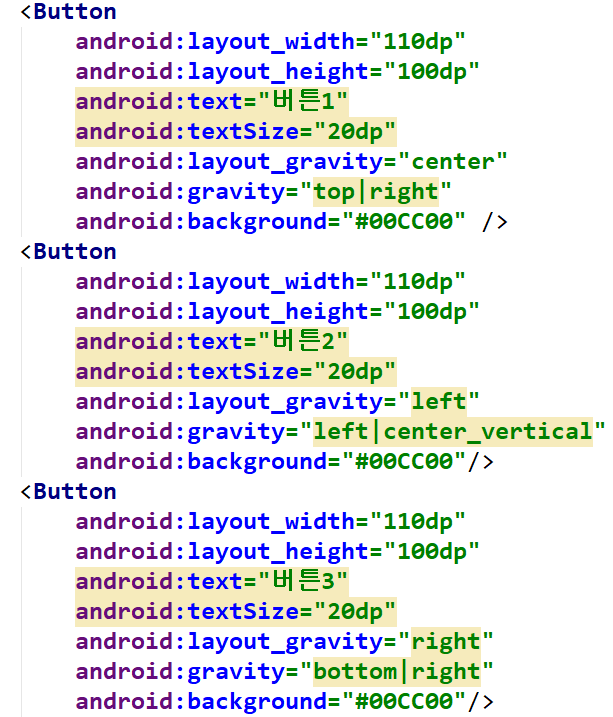 <Button
android:layout_width="110dp"
android:layout_height="100dp"
android:text="버튼1"
android:textSize="20dp"
android:layout_gravity="center"
android:gravity="top|right"
android:background="#00CC00" />
<Button
android:layout_width="110dp"
android:layout_height="100dp"
android:text="버튼2"
android:textSize="20dp"
android:layout_gravity="left"
android:gravity="left|center_vertical"
android:background="#00CC00"/>
<Button
android:layout_width="110dp"
android:layout_height="100dp"
android:text="버튼3"
android:textSize="20dp"
android:layout_gravity="right"
android:gravity="bottom|right"
android:background="#00CC00"/>